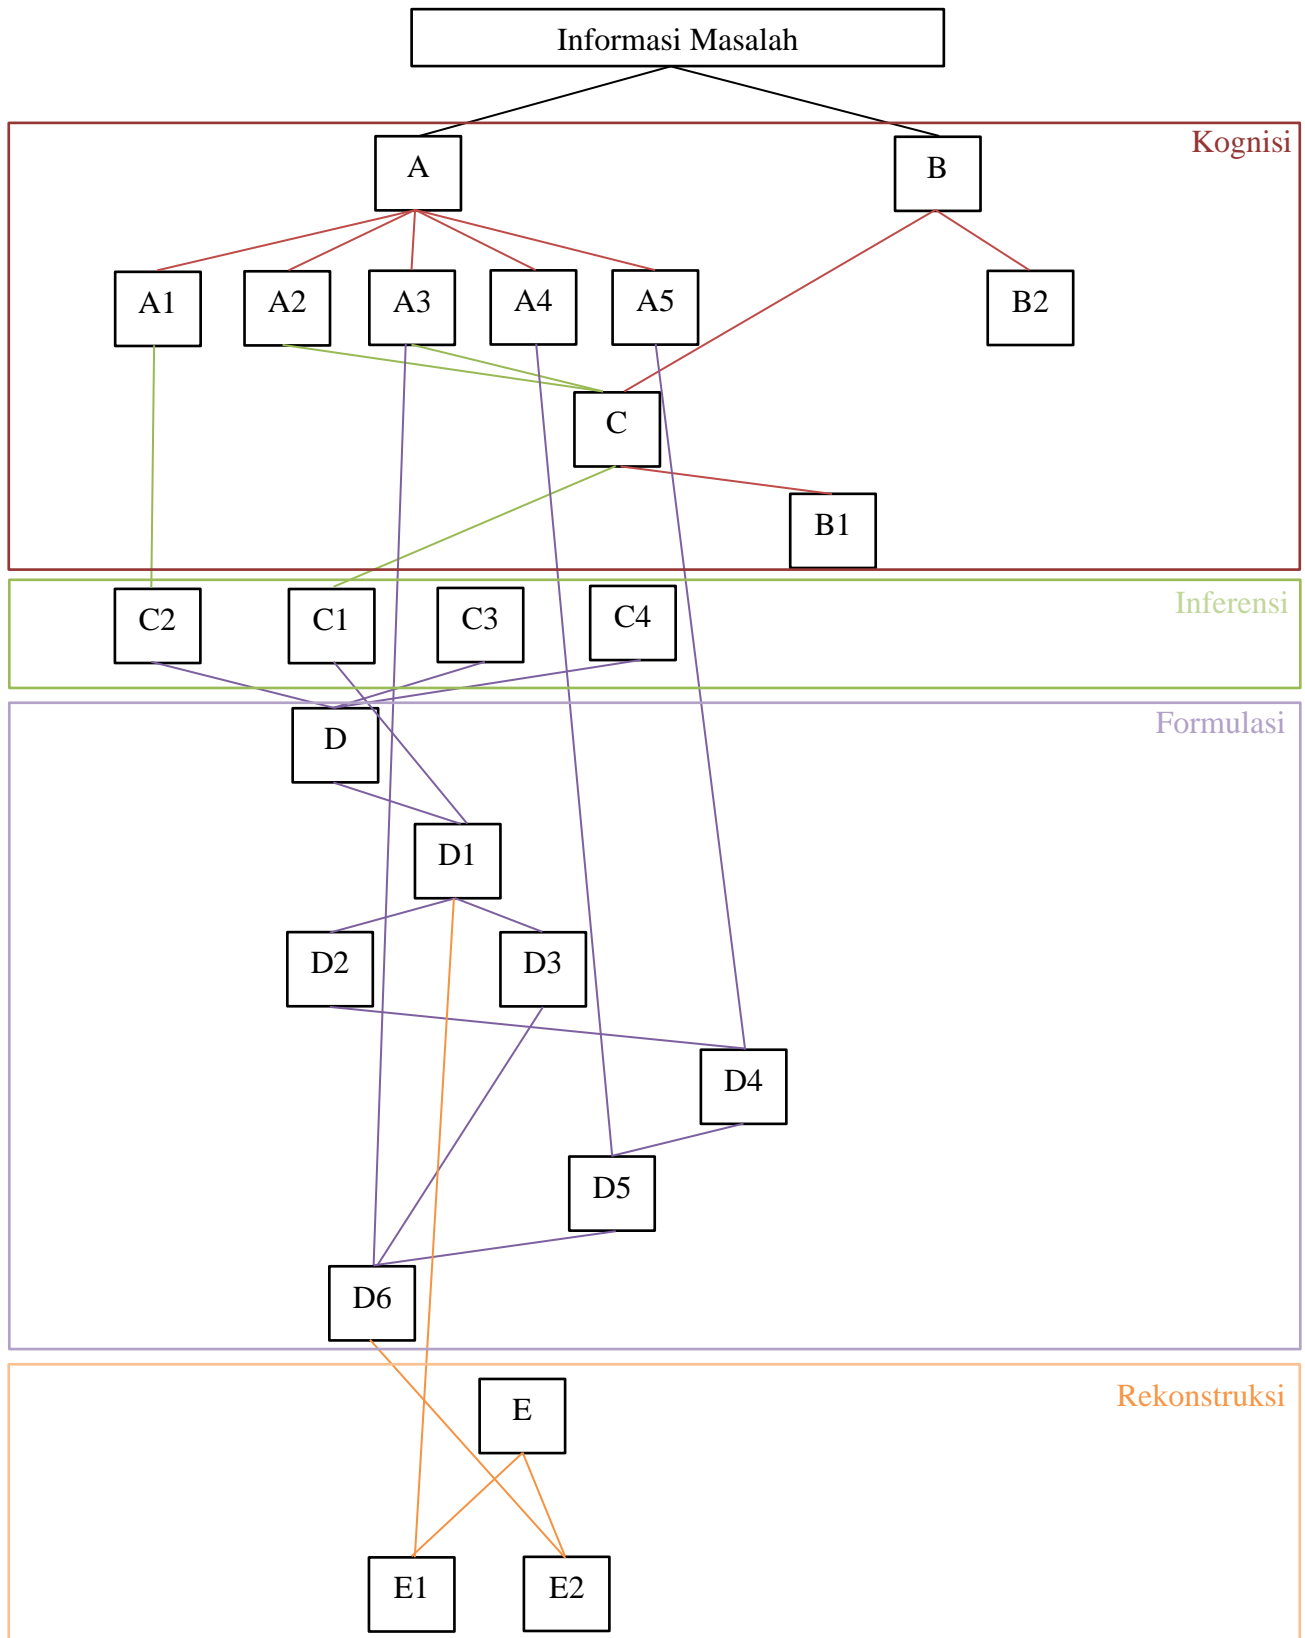 Informasi Masalah
Kognisi
A
B
A1
A2
A3
A4
A5
B2
C
B1
Inferensi
C2
C1
C3
C4
Formulasi
D
D1
D2
D3
D4
D5
D6
Rekonstruksi
E
E1
E2